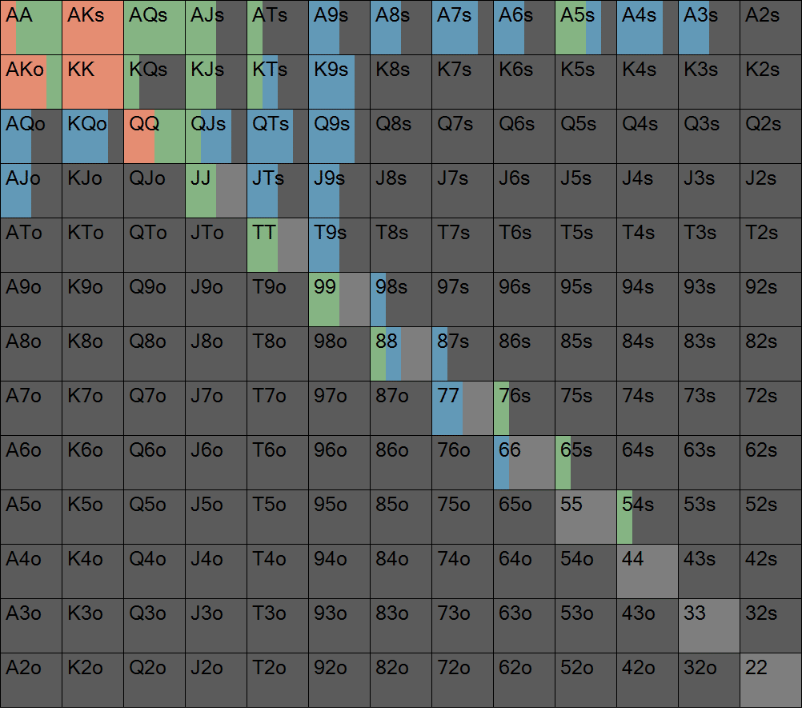 AA AKs AQs AJs ATs A9s A8s A7s A6s A5s A4s A3s A2s
AKo KK KQs KJs KTs K9s K8s K7s K6s K5s K4s K3s K2s
AQo KQo QQ QJs QTs Q9s Q8s Q7s Q6s Q5s Q4s Q3s Q2s
AJo KJo QJo JJ JTs J9s J8s J7s J6s J5s J4s J3s J2s
ATo KTo QTo JTo TT T9s T8s T7s T6s T5s T4s T3s T2s
A9o K9o Q9o J9o T9o 99 98s 97s 96s 95s 94s 93s 92s
A8o K8o Q8o J8o T8o 98o 88 87s 86s 85s 84s 83s 82s
A7o K7o Q7o J7o T7o 97o 87o 77 76s 75s 74s 73s 72s
A6o K6o Q6o J6o T6o 96o 86o 76o 66 65s 64s 63s 62s
A5o K5o Q5o J5o T5o 95o 85o 75o 65o 55 54s 53s 52s
A4o K4o Q4o J4o T4o 94o 84o 74o 64o 54o 44 43s 42s
A3o K3o Q3o J3o T3o 93o 83o 73o 63o 53o 43o 33 32s
A2o K2o Q2o J2o T2o 92o 82o 72o 62o 52o 42o 32o 22